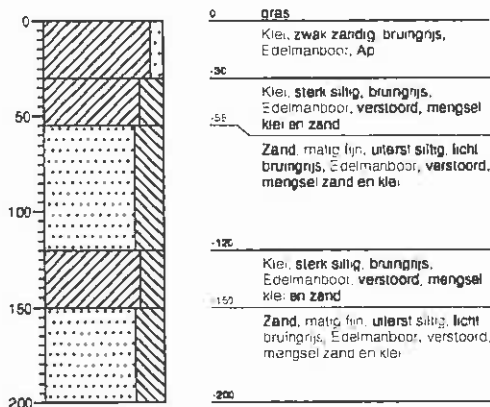 0
50
100
150
200
0 gras
Klei, zwak zandig, bruingrijs,
Edelmanboor, Ap
-30
Klei, sterk siltig, bruingrijs,
Edelmanboor, verstoord, mengsel
klei en zand
-55
Zand, matig fijn, uiterst siltig, licht
bruingrijs, Edelmanboor, verstoord,
mengsel zand en klei
-120
Klei, sterk siltig, bruingrijs,
Edelmanboor, verstoord, mengsel
klei en zand
-150
Zand, matig fijn, uiterst siltig, licht
bruingrijs, Edelmanboor, verstoord,
mengsel zand en klei
-200